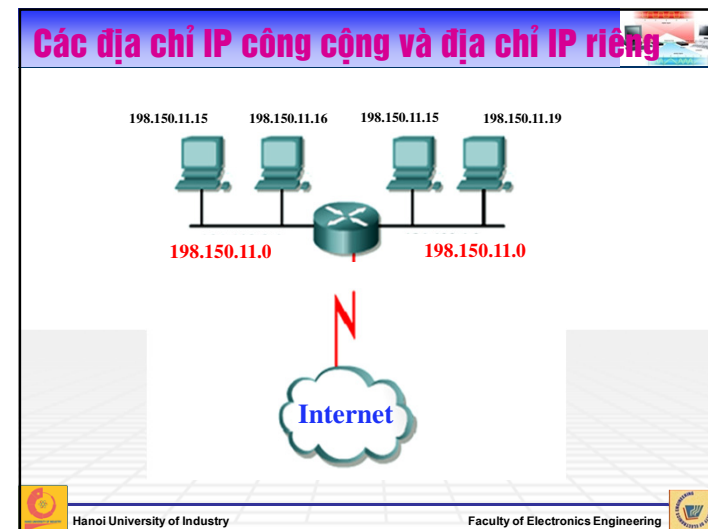 Các địa chỉ IP công cộng và địa chỉ IP riêng
198.150.11.15 198.150.11.16 198.150.11.15 198.150.11.19
198.150.11.0 198.150.11.0
Internet
Hanoi University of Industry Faculty of Electronics Engineering